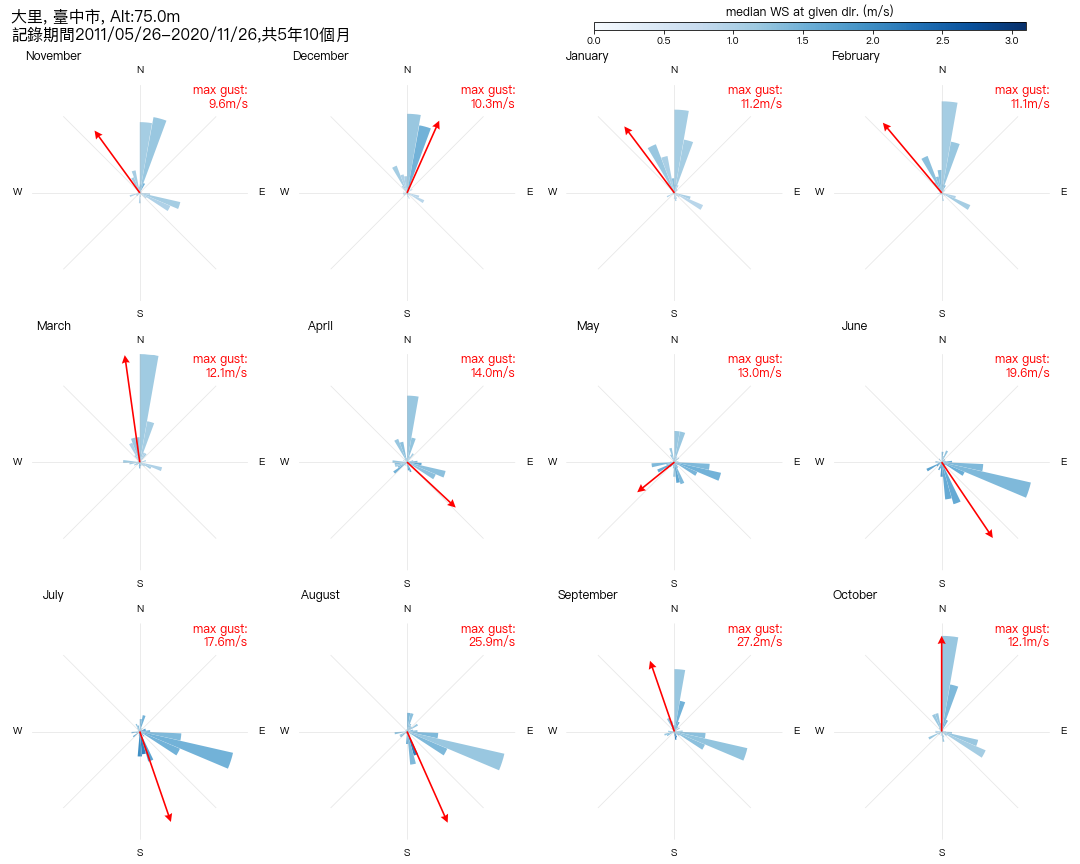 大里, 臺中市, Alt:75.0m
記錄期間2011/05/26–2020/11/26,共5年10個月
median WS at given dir. (m/s)
0.0 0.5 1.0 1.5 2.0 2.5 3.0
November
N
max gust:
9.6m/s
W E
S
December
N
max gust:
10.3m/s
W E
January
N
max gust:
11.2m/s
W E
February
N
max gust:
11.1m/s
W E
S
March
N
max gust:
12.1m/s
W E
S
April
N
max gust:
14.0m/s
W E
S
May
N
max gust:
13.0m/s
W E
S
June
N
max gust:
19.6m/s
W E
S
July
N
max gust:
17.6m/s
W E
S
August
N
max gust:
25.9m/s
W E
S
September
N
max gust:
27.2m/s
W E
S
October
N
max gust:
12.1m/s
W E
S